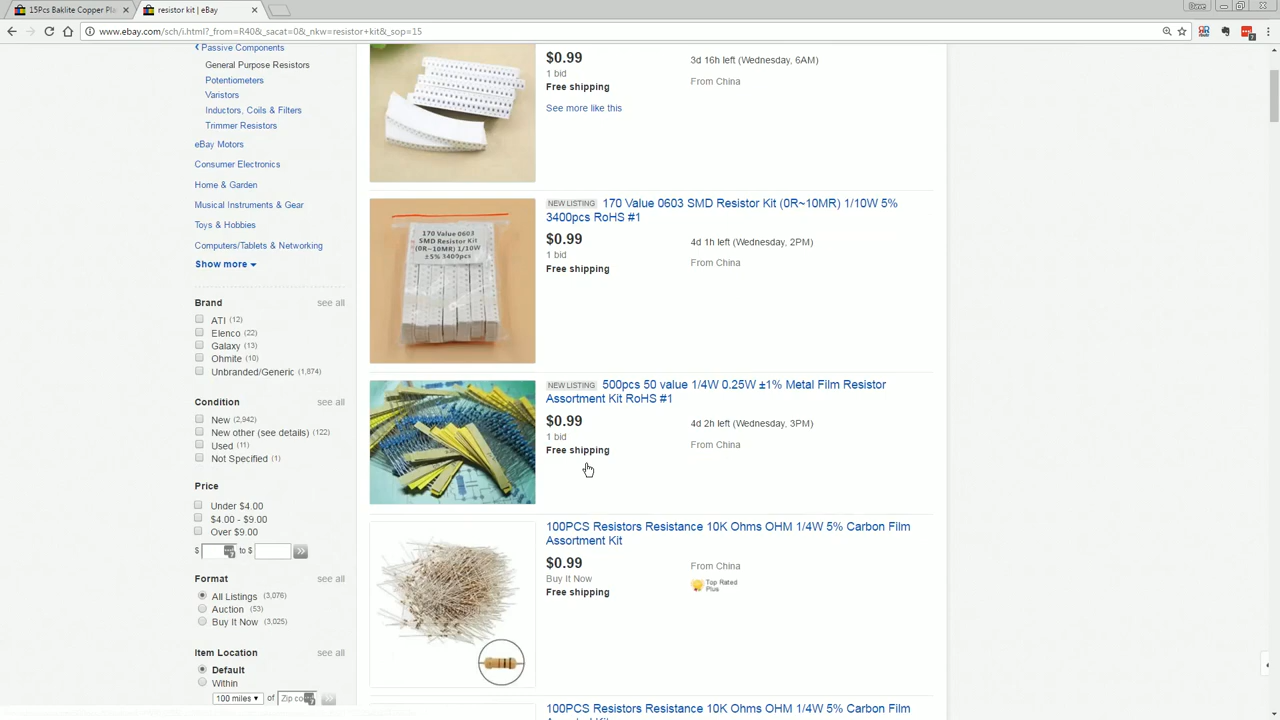 15Pcs Baklite Copper Pla
resistor kit | eBay
Dave
www.ebay.com/sch/i.html?_from=R40&_sacat=0&_nkw=resistor+kit&_sop=15
Passive Components
General Purpose Resistors
Potentiometers
Varistors
Inductors, Coils & Filters
Trimmer Resistors
eBay Motors
Consumer Electronics
Home & Garden
Musical Instruments & Gear
Toys & Hobbies
Computers/Tablets & Networking
Show more
Brand see all
ATI (12)
Elenco (22)
Galaxy (13)
Ohmite (10)
Unbranded/Generic (1,874)
Condition see all
New (2,942)
New other (see details) (122)
Used (11)
Not Specified (1)
Price
Under $4.00
$4.00 - $9.00
Over $9.00
$ to $
Format see all
All Listings (3,076)
Auction (53)
Buy It Now (3,025)
Item Location see all
Default
Within
100 miles of Zip co
$0.99 3d 16h left (Wednesday, 6AM)
1 bid From China
Free shipping
See more like this
NEW LISTING 170 Value 0603 SMD Resistor Kit (0R~10MR) 1/10W 5%
3400pcs RoHS #1
$0.99 4d 1h left (Wednesday, 2PM)
1 bid From China
Free shipping
170 Value 0603
SMD Resistor Kit
(0R~10MR) 1/10W
±5% 3400pcs
NEW LISTING 500pcs 50 value 1/4W 0.25W ±1% Metal Film Resistor
Assortment Kit RoHS #1
$0.99 4d 2h left (Wednesday, 3PM)
1 bid From China
Free shipping
100PCS Resistors Resistance 10K Ohms OHM 1/4W 5% Carbon Film
Assortment Kit
$0.99 From China
Buy It Now Top Rated
Plus
Free shipping
100PCS Resistors Resistance 10K Ohms OHM 1/4W 5% Carbon Film